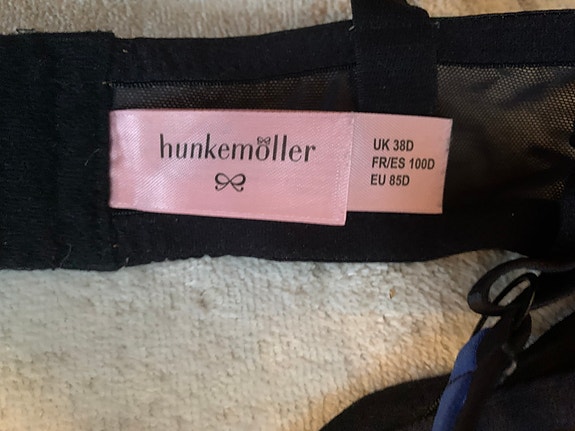 hunkemöller
UK 38D
FR/ES 100D
EU 85D